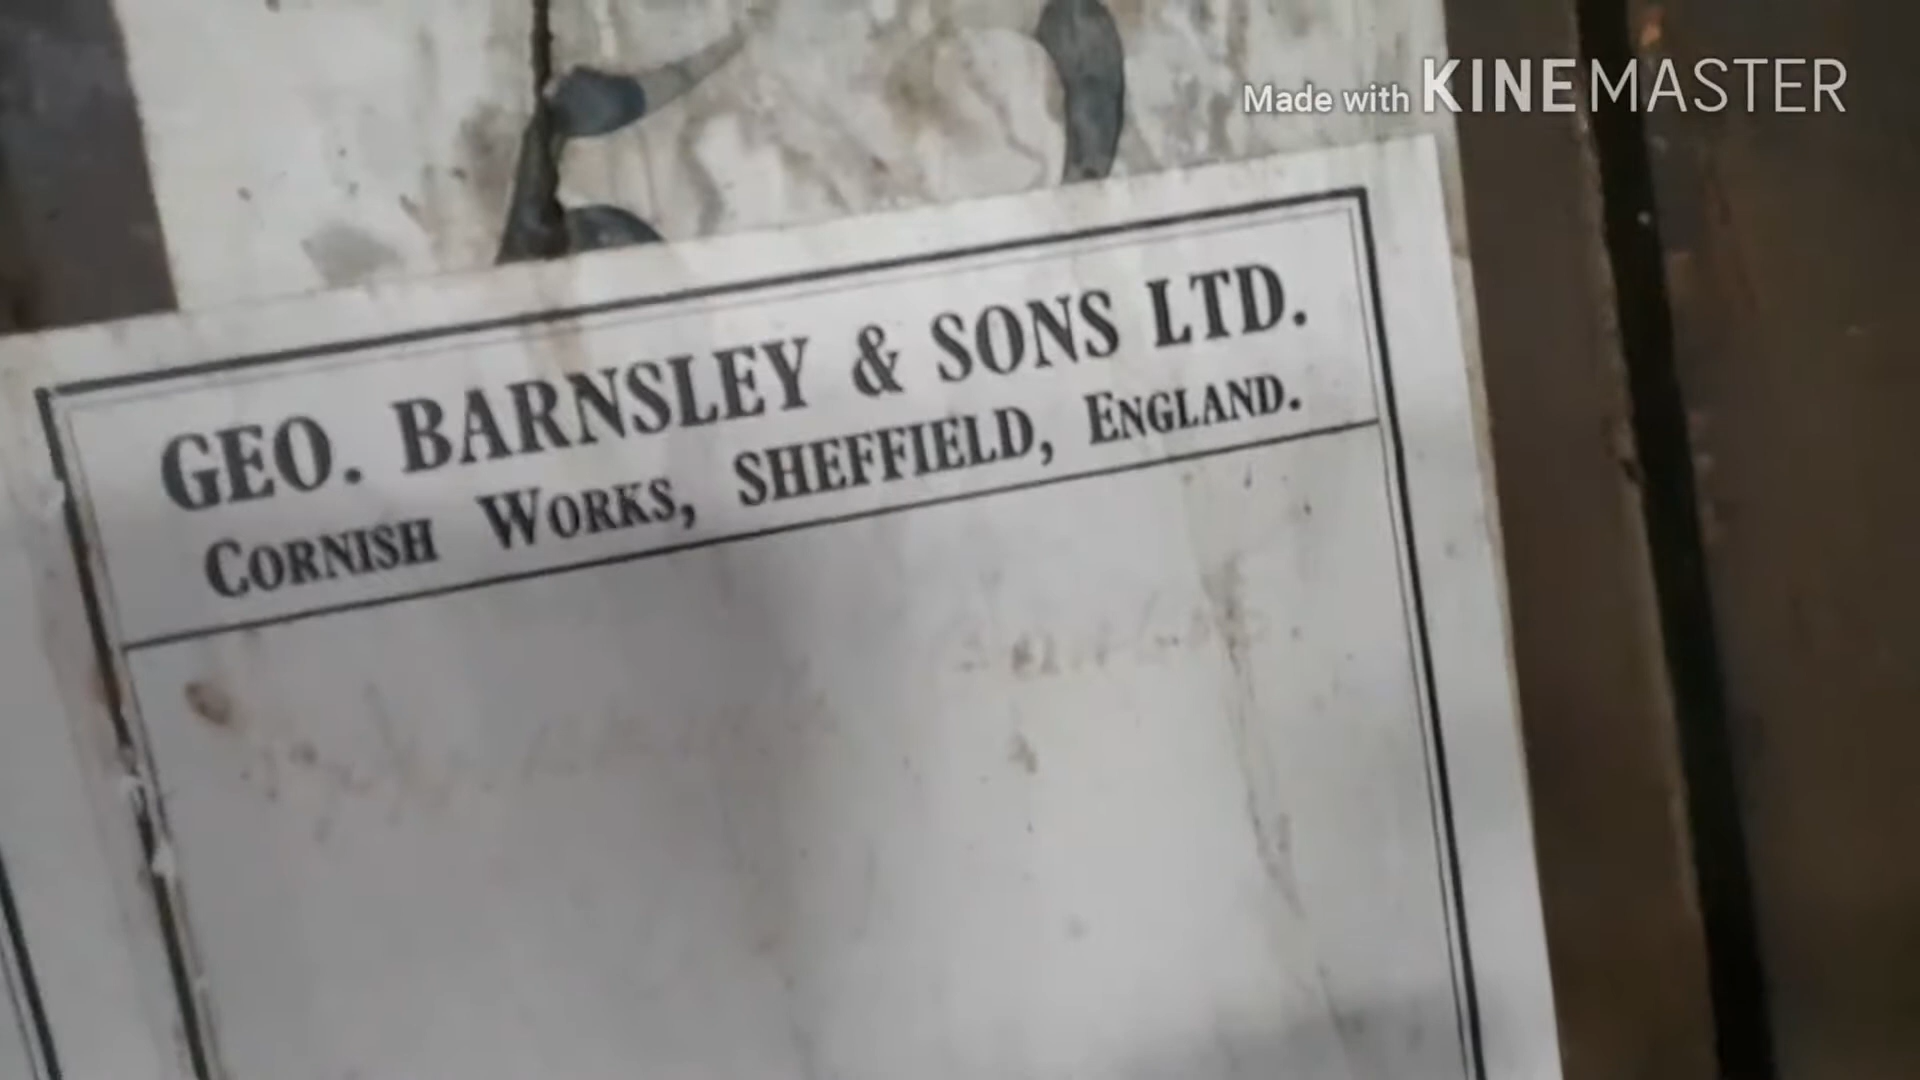 Made with KINEMASTER
GEO. BARNSLEY & SONS LTD.
CORNISH WORKS, SHEFFIELD, ENGLAND.